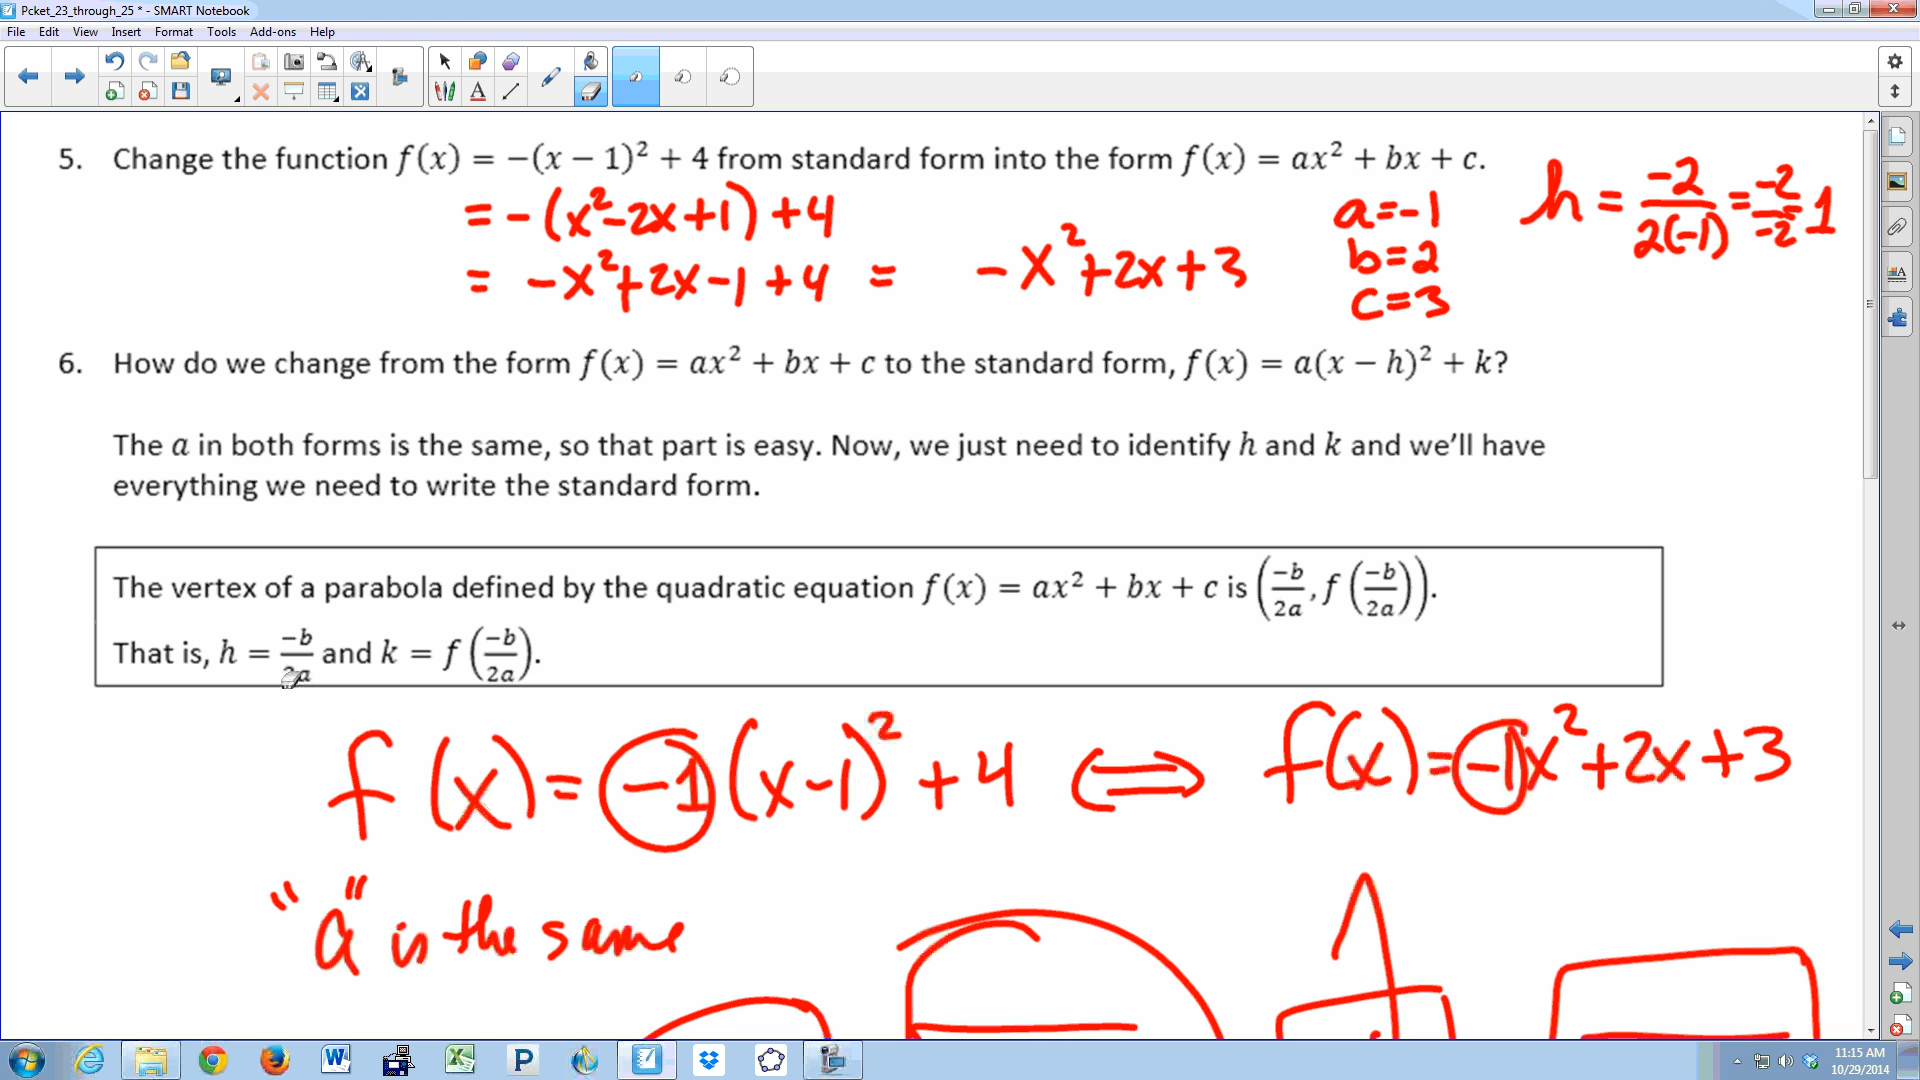 Pcket_23_through_25 * - SMART Notebook
File Edit View Insert Format Tools Add-ons Help
5. Change the function f(x) = −(x − 1)² + 4 from standard form into the form f(x) = ax² + bx + c.
= -(x²-2x+1)+4
= -x²+2x-1+4 = -x²+2x+3
a=-1
b=2
c=3
h = -2/2(-1) = -2/-2 = 1
6. How do we change from the form f(x) = ax² + bx + c to the standard form, f(x) = a(x − h)² + k?
The a in both forms is the same, so that part is easy. Now, we just need to identify h and k and we'll have
everything we need to write the standard form.
The vertex of a parabola defined by the quadratic equation f(x) = ax² + bx + c is (−b/2a, f(−b/2a)).
That is, h = −b/2a and k = f(−b/2a).
f(x) = -1(x-1)² + 4 ⟺ f(x) = -1x²+2x+3
"a" is the same
11:15 AM
10/29/2014